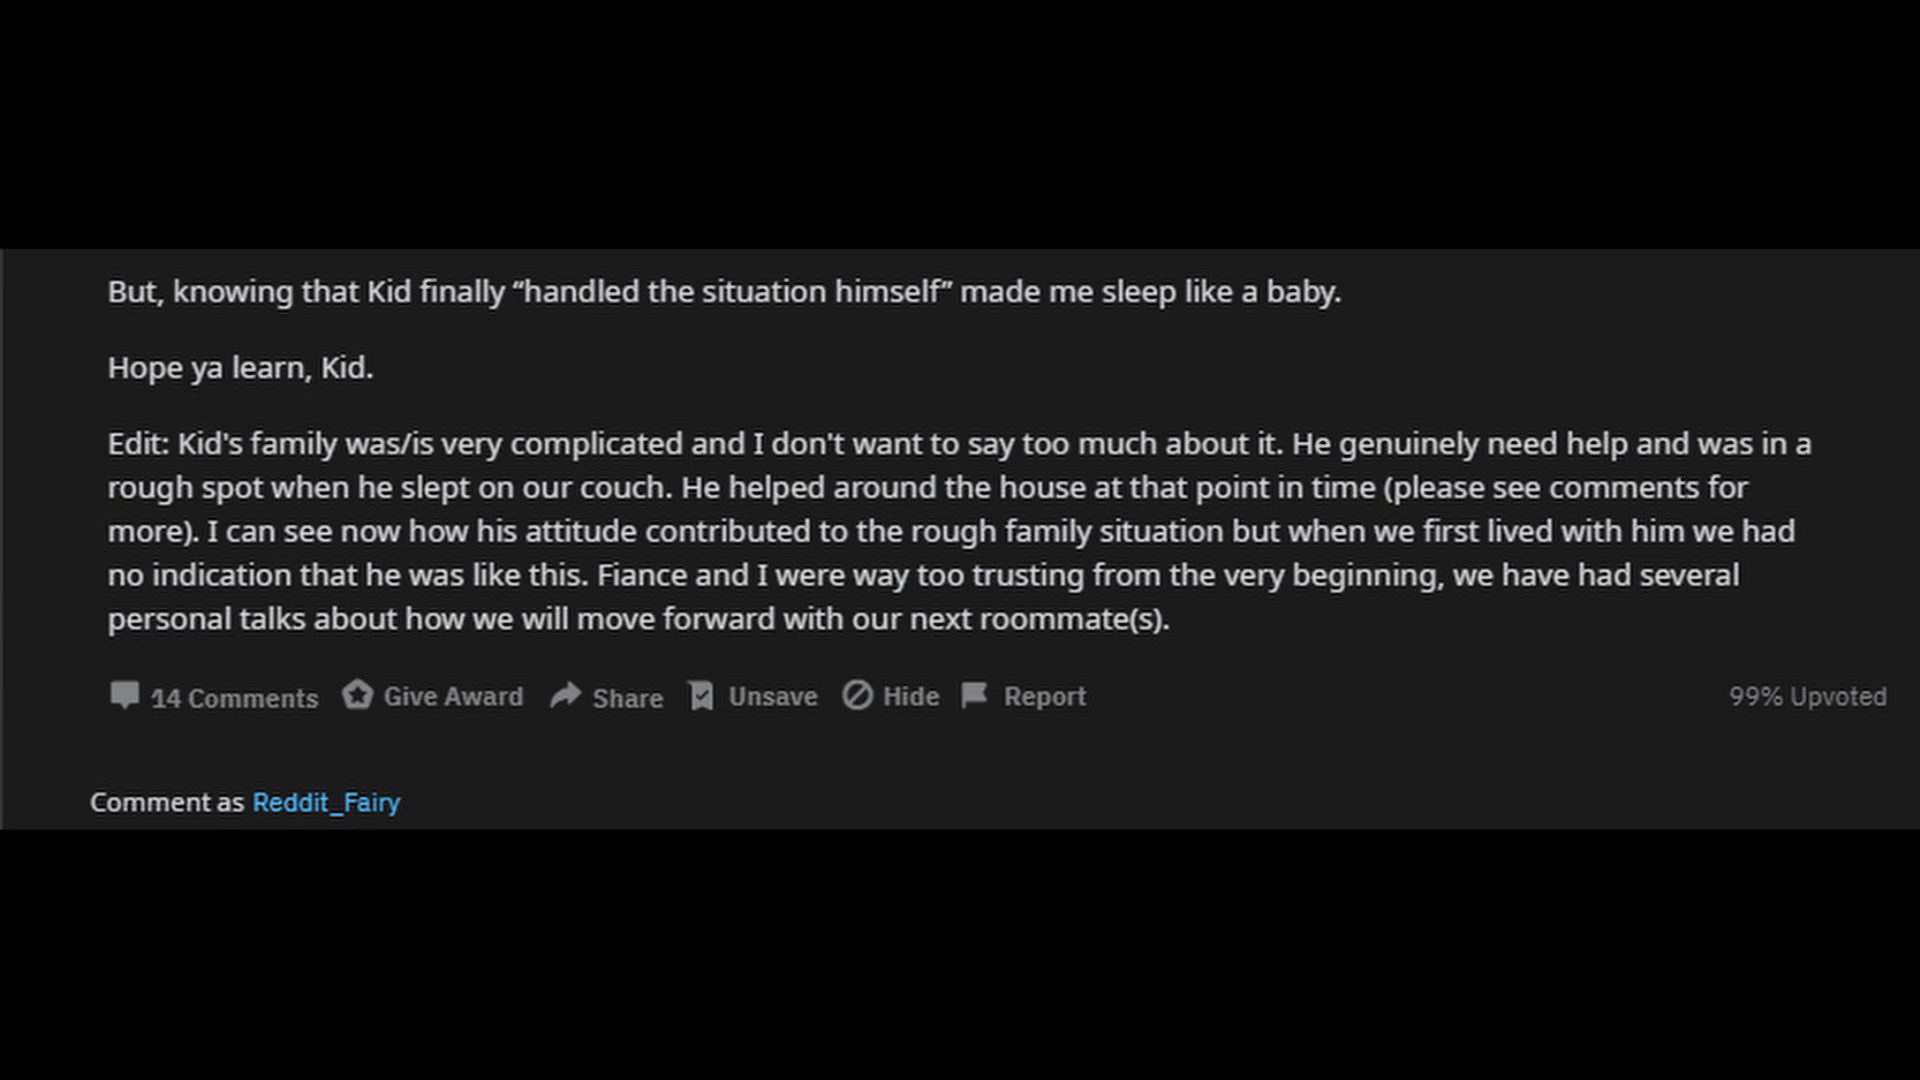 But, knowing that Kid finally “handled the situation himself” made me sleep like a baby.
Hope ya learn, Kid.
Edit: Kid's family was/is very complicated and I don't want to say too much about it. He genuinely need help and was in a
rough spot when he slept on our couch. He helped around the house at that point in time (please see comments for
more). I can see now how his attitude contributed to the rough family situation but when we first lived with him we had
no indication that he was like this. Fiance and I were way too trusting from the very beginning, we have had several
personal talks about how we will move forward with our next roommate(s).
14 Comments Give Award Share Unsave Hide Report 99% Upvoted
Comment as Reddit_Fairy